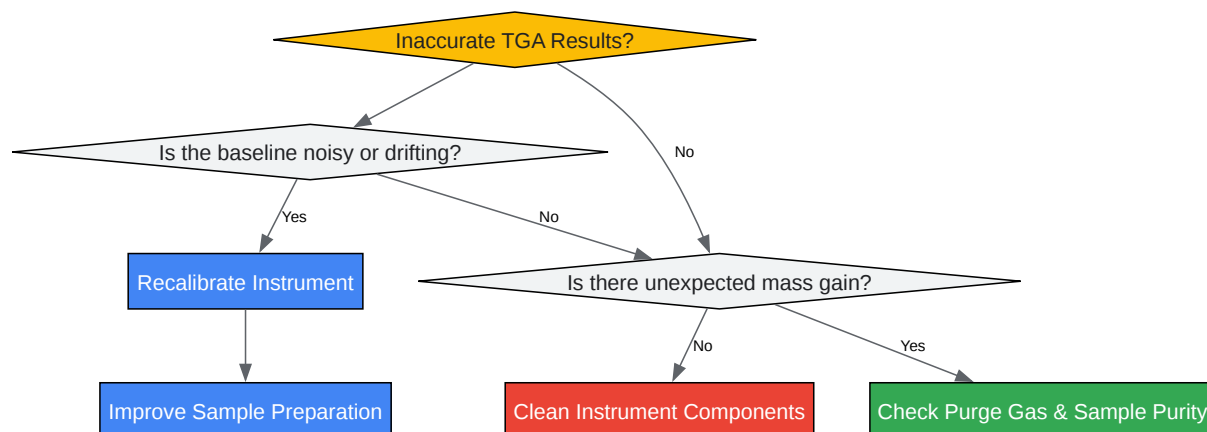 Inaccurate TGA Results?
Is the baseline noisy or drifting?
No
Yes
No
Recalibrate Instrument
Is there unexpected mass gain?
No
Yes
Improve Sample Preparation
Clean Instrument Components
Check Purge Gas & Sample Purity